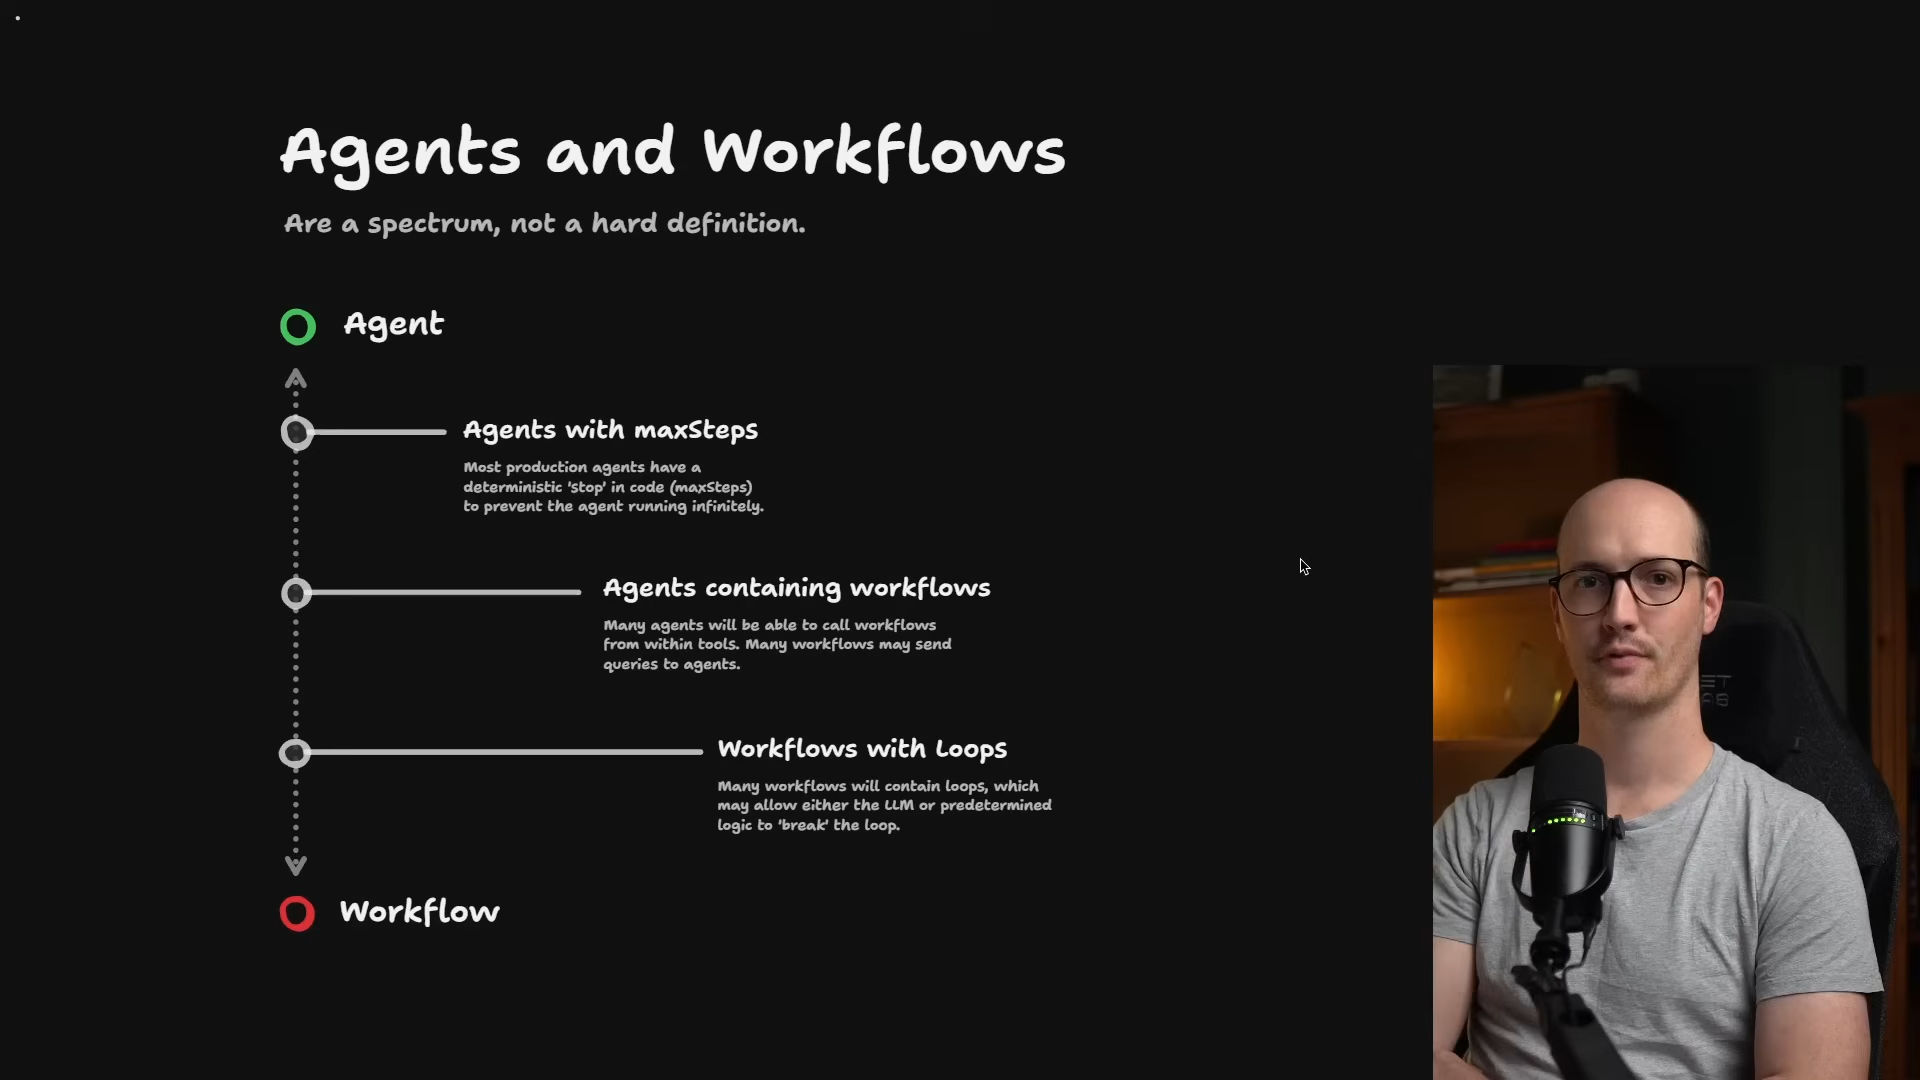 Agents and Workflows
Are a spectrum, not a hard definition.
Agent
Agents with maxSteps
Most production agents have a
deterministic 'stop' in code (maxSteps)
to prevent the agent running infinitely.
Agents containing workflows
Many agents will be able to call workflows
from within tools. Many workflows may send
queries to agents.
Workflows with Loops
Many workflows will contain loops, which
may allow either the LLM or predetermined
logic to 'break' the loop.
Workflow